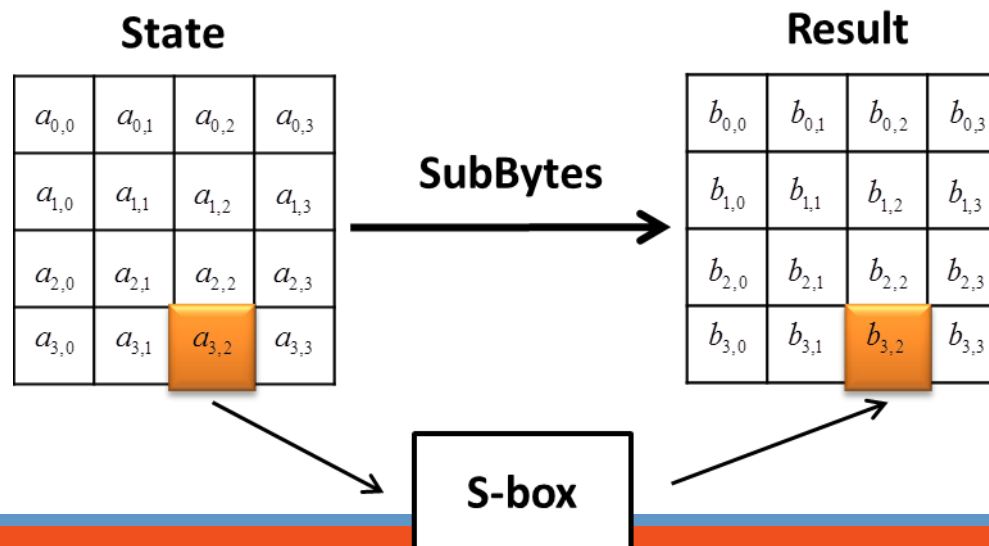 State
Result
a0,0 a0,1 a0,2 a0,3
b0,0 b0,1 b0,2 b0,3
SubBytes
a1,0 a1,1 a1,2 a1,3
b1,0 b1,1 b1,2 b1,3
a2,0 a2,1 a2,2 a2,3
b2,0 b2,1 b2,2 b2,3
a3,0 a3,1 a3,2 a3,3
b3,0 b3,1 b3,2 b3,3
S-box